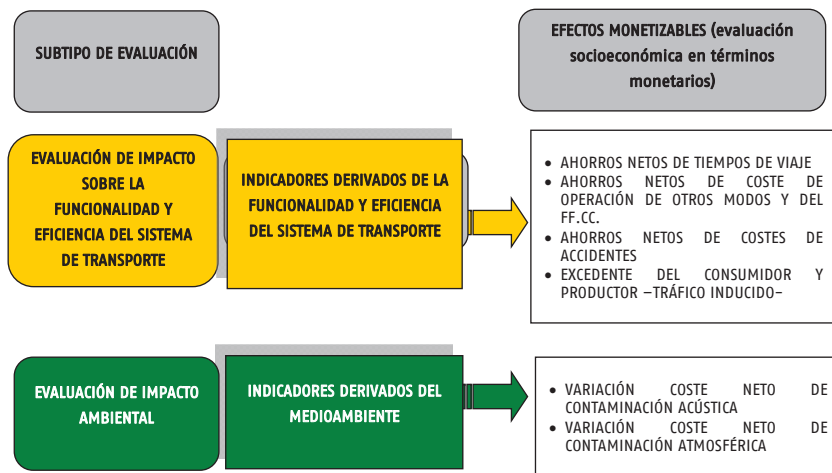 SUBTIPO DE EVALUACIÓN
EFECTOS MONETIZABLES (evaluación
socioeconómica en términos
monetarios)
EVALUACIÓN DE IMPACTO
SOBRE LA
FUNCIONALIDAD Y
EFICIENCIA DEL SISTEMA
DE TRANSPORTE
INDICADORES DERIVADOS DE LA
FUNCIONALIDAD Y EFICIENCIA
DEL SISTEMA DE TRANSPORTE
• AHORROS NETOS DE TIEMPOS DE VIAJE
• AHORROS NETOS DE COSTE DE
OPERACIÓN DE OTROS MODOS Y DEL
FF.CC.
• AHORROS NETOS DE COSTES DE
ACCIDENTES
• EXCEDENTE DEL CONSUMIDOR Y
PRODUCTOR –TRÁFICO INDUCIDO–
EVALUACIÓN DE IMPACTO
AMBIENTAL
INDICADORES DERIVADOS DEL
MEDIOAMBIENTE
• VARIACIÓN COSTE NETO DE
CONTAMINACIÓN ACÚSTICA
• VARIACIÓN COSTE NETO DE
CONTAMINACIÓN ATMOSFÉRICA